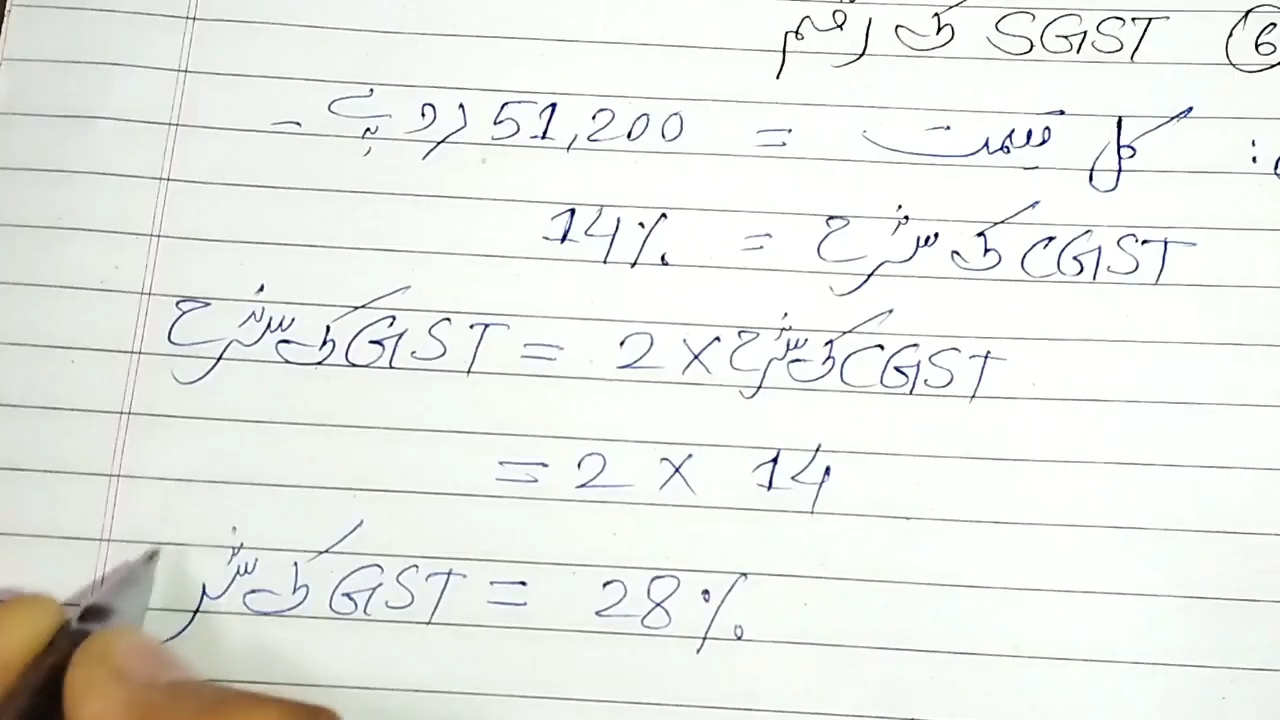 6 SGST کی رقم
: کل قیمت = 51,200 روپے -
CGST کی شرح = 14%
GST کی شرح = 2 × CGST کی شرح
= 2 × 14
GST کی شر = 28%